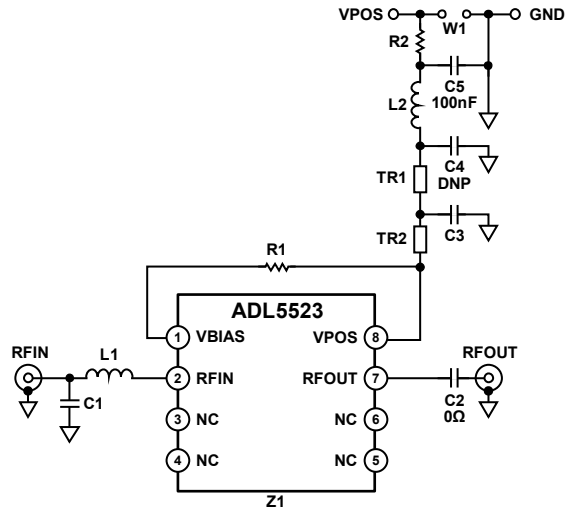 VPOS
W1
GND
R2
C5
100nF
L2
C4
DNP
TR1
C3
TR2
R1
ADL5523
1 VBIAS
VPOS 8
RFIN
L1
2 RFIN
RFOUT 7
RFOUT
C1
C2
0Ω
3 NC
NC 6
4 NC
NC 5
Z1